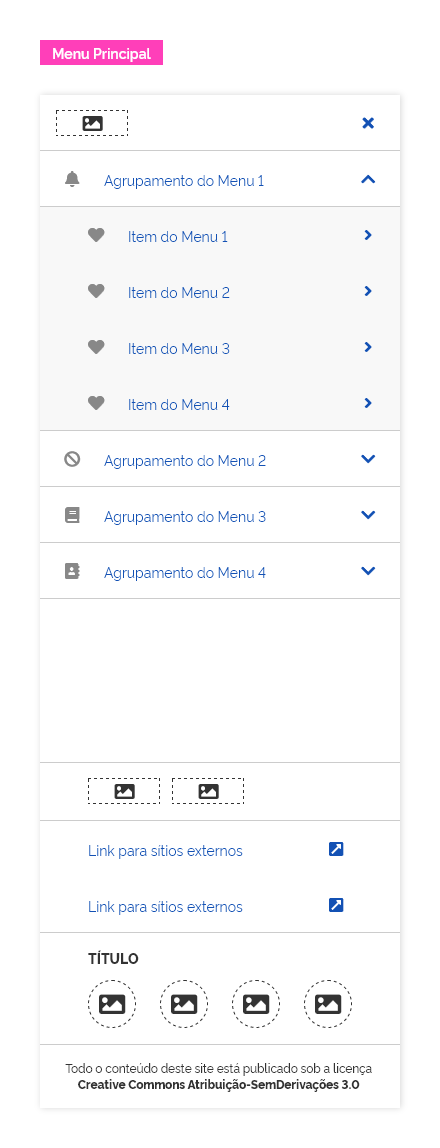 Menu Principal
Agrupamento do Menu 1
Item do Menu 1
Item do Menu 2
Item do Menu 3
Item do Menu 4
Agrupamento do Menu 2
Agrupamento do Menu 3
Agrupamento do Menu 4
Link para sítios externos
Link para sítios externos
TÍTULO
Todo o conteúdo deste site está publicado sob a licença
Creative Commons Atribuição-SemDerivações 3.0